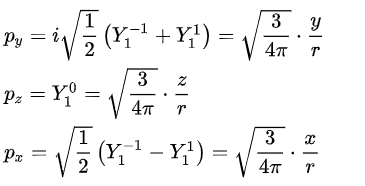 $p_y = i\sqrt{\frac{1}{2}}\left(Y_1^{-1} + Y_1^1\right) = \sqrt{\frac{3}{4\pi}} \cdot \frac{y}{r}$
$p_z = Y_1^0 = \sqrt{\frac{3}{4\pi}} \cdot \frac{z}{r}$
$p_x = \sqrt{\frac{1}{2}}\left(Y_1^{-1} - Y_1^1\right) = \sqrt{\frac{3}{4\pi}} \cdot \frac{x}{r}$